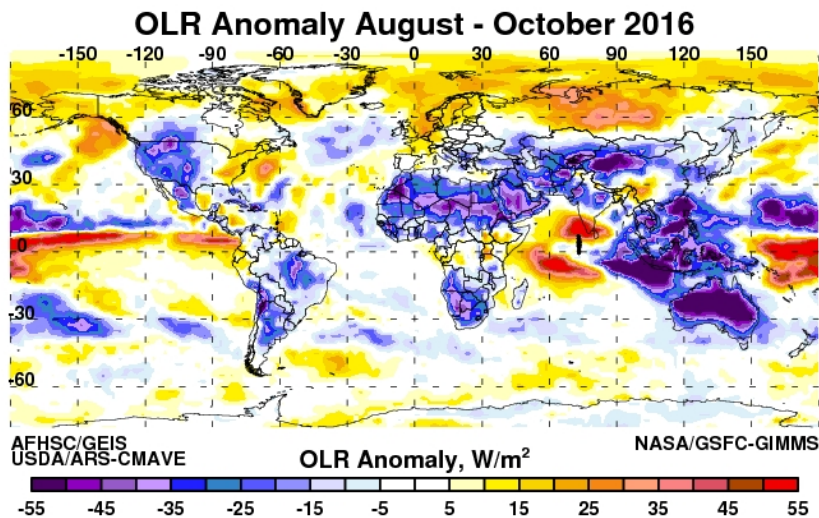 OLR Anomaly August - October 2016
-150 -120 -90 -60 -30 0 30 60 90 120 150
60
30
0
-30
-60
AFHSC/GEIS
USDA/ARS-CMAVE
NASA/GSFC-GIMMS
OLR Anomaly, W/m²
-55 -45 -35 -25 -15 -5 5 15 25 35 45 55